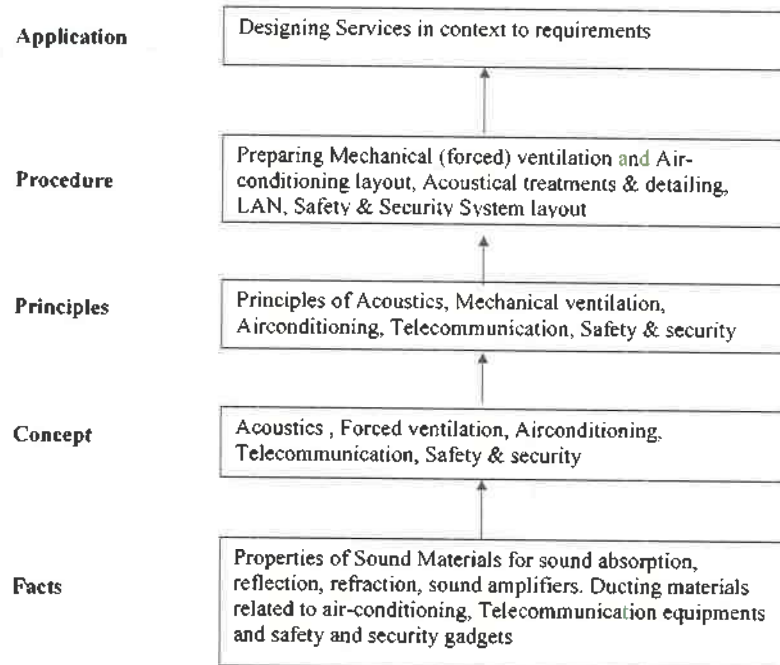 Application
Designing Services in context to requirements
Procedure
Preparing Mechanical (forced) ventilation and Air-
conditioning layout, Acoustical treatments & detailing,
LAN, Safety & Security System layout
Principles
Principles of Acoustics, Mechanical ventilation,
Airconditioning, Telecommunication, Safety & security
Concept
Acoustics , Forced ventilation, Airconditioning,
Telecommunication, Safety & security
Facts
Properties of Sound Materials for sound absorption,
reflection, refraction, sound amplifiers. Ducting materials
related to air-conditioning, Telecommunication equipments
and safety and security gadgets